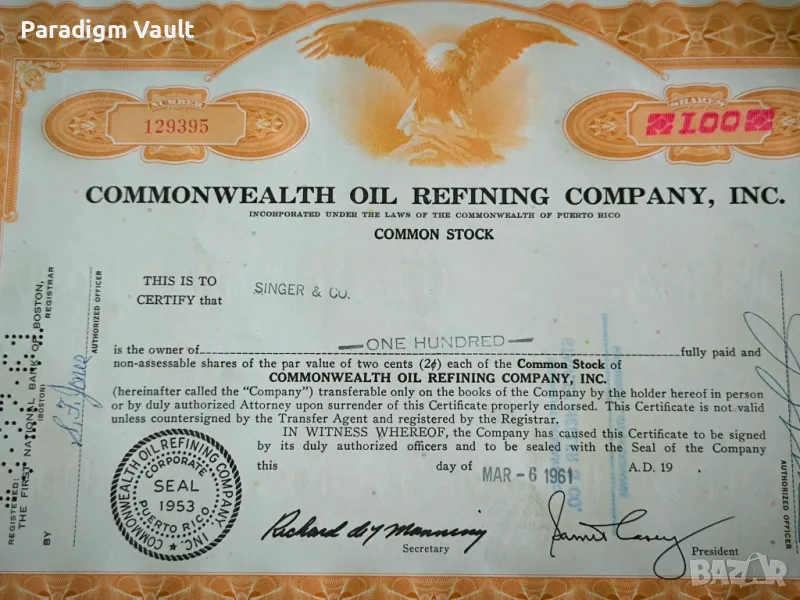 Paradigm Vault
NUMBER
129395
SHARES
100
COMMONWEALTH OIL REFINING COMPANY, INC.
INCORPORATED UNDER THE LAWS OF THE COMMONWEALTH OF PUERTO RICO
COMMON STOCK
THIS IS TO
CERTIFY that
SINGER & CO.
is the owner of
ONE HUNDRED
fully paid and
non-assessable shares of the par value of two cents (2¢) each of the Common Stock of
COMMONWEALTH OIL REFINING COMPANY, INC.
(hereinafter called the "Company") transferable only on the books of the Company by the holder hereof in person
or by duly authorized Attorney upon surrender of this Certificate properly endorsed. This Certificate is not valid
unless countersigned by the Transfer Agent and registered by the Registrar.
IN WITNESS WHEREOF, the Company has caused this Certificate to be signed
by its duly authorized officers and to be sealed with the Seal of the Company
this
day of
MAR - 6 1961
A.D. 19
COMMONWEALTH OIL REFINING COMPANY, INC.
CORPORATE
SEAL
1953
PUERTO RICO
Richard de Y Manning
Secretary
Samuel Casey
President
REGISTERED:
THE FIRST NATIONAL BANK OF BOSTON,
(BOSTON)
REGISTRAR
BY
AUTHORIZED OFFICER
AUTHORIZED OFFICER
BAZAR